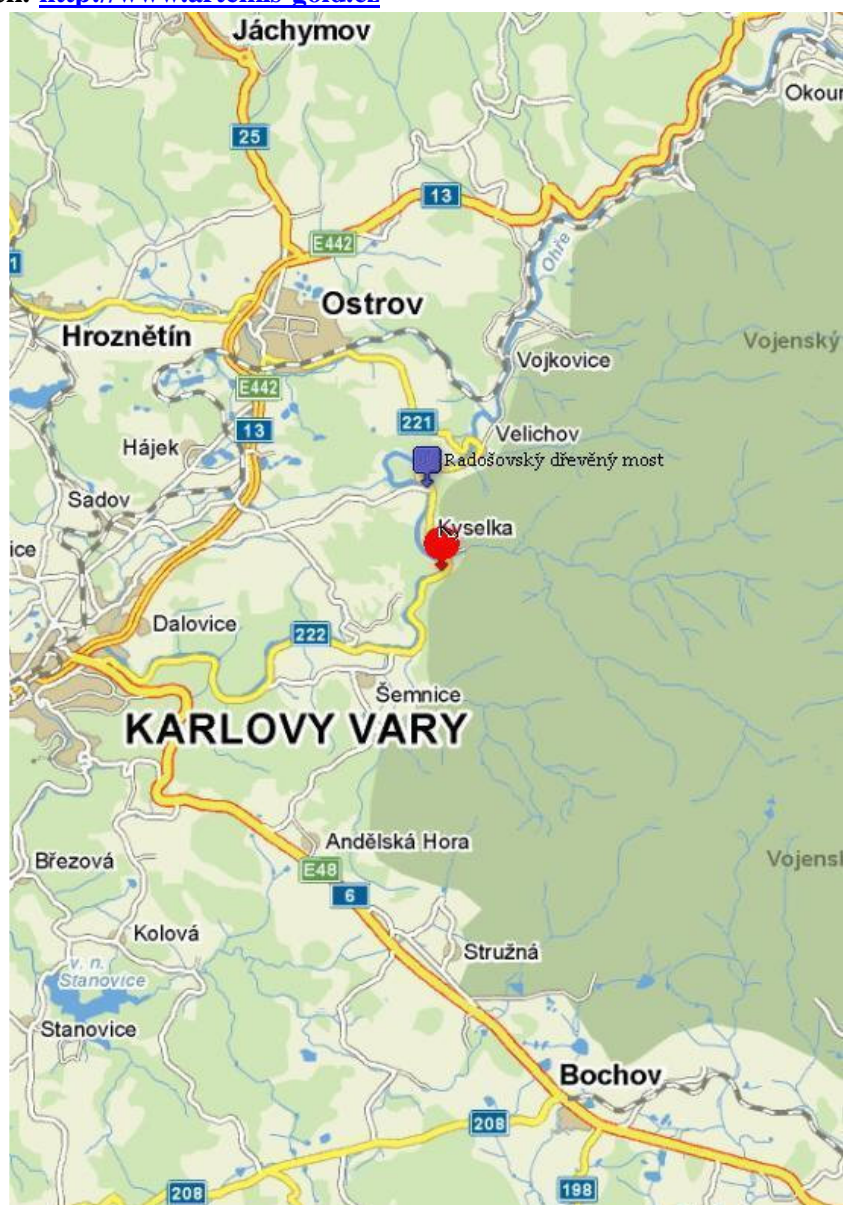 Jáchymov
Okour
25
13
E442
Ohře
Ostrov
1
Hroznětín
Vojenský
Vojkovice
E442
221
13
Velichov
Hájek
Radošovský dřevěný most
Sadov
Kyselka
ice
Dalovice
222
Šemnice
KARLOVY VARY
Andělská Hora
Březová
E48
Vojensk
6
Kolová
Stružná
v. n.
Stanovice
Stanovice
Bochov
208
208
198